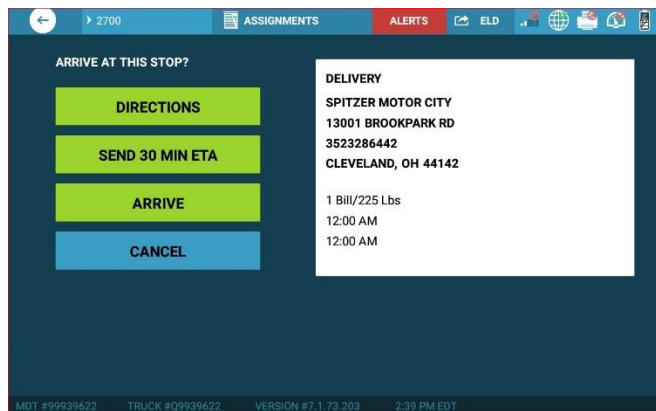 > 2700
ASSIGNMENTS
ALERTS
ELD
ARRIVE AT THIS STOP?
DIRECTIONS
SEND 30 MIN ETA
ARRIVE
CANCEL
DELIVERY
SPITZER MOTOR CITY
13001 BROOKPARK RD
3523286442
CLEVELAND, OH 44142
1 Bill/225 Lbs
12:00 AM
12:00 AM
MDT #99939622 TRUCK #Q9939622 VERSION #7.1.73.203 2:39 PM EDT